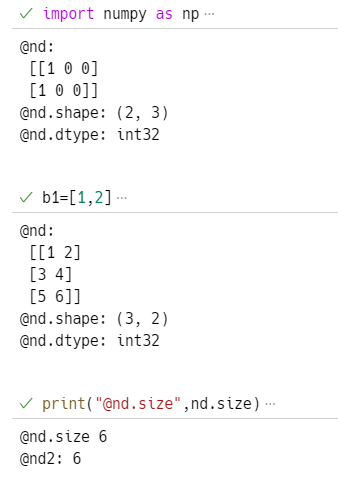 import numpy as np ...
@nd:
[[1 0 0]
[1 0 0]]
@nd.shape: (2, 3)
@nd.dtype: int32
b1=[1,2] ...
@nd:
[[1 2]
[3 4]
[5 6]]
@nd.shape: (3, 2)
@nd.dtype: int32
print("@nd.size",nd.size) ...
@nd.size 6
@nd2: 6